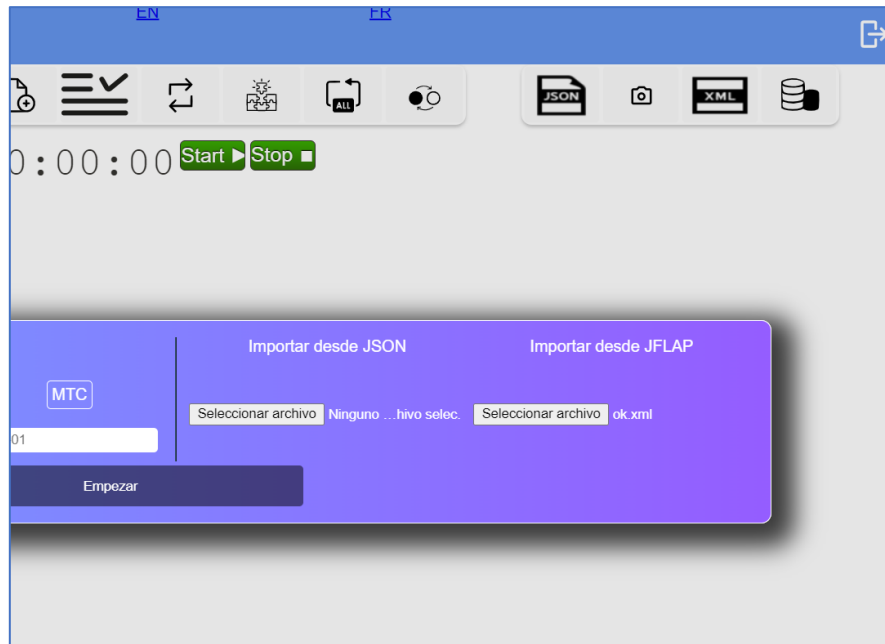 EN FR
ALL JSON XML
0:00:00 Start Stop
Importar desde JSON Importar desde JFLAP
MTC
Seleccionar archivo Ninguno …hivo selec. Seleccionar archivo ok.xml
01
Empezar